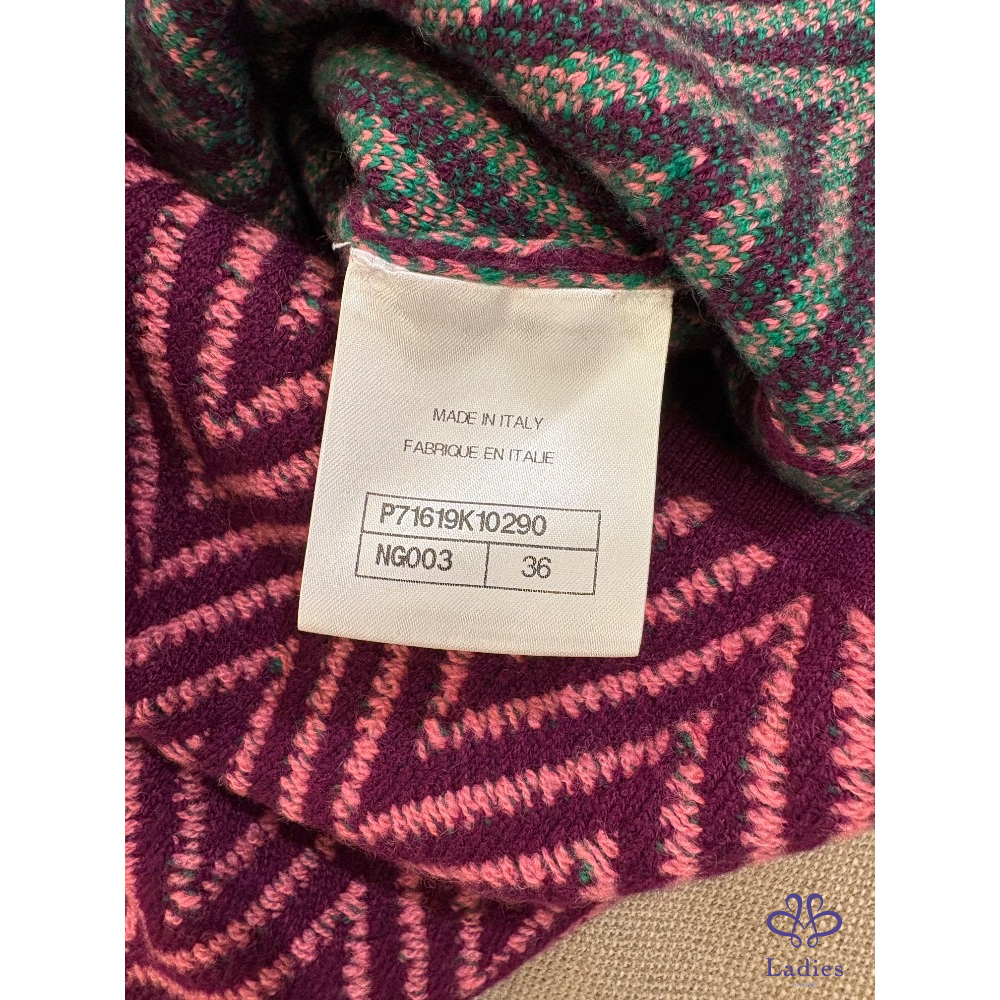 MADE IN ITALY
FABRIQUE EN ITALIE
P71619K10290
NG003 36
Ladies